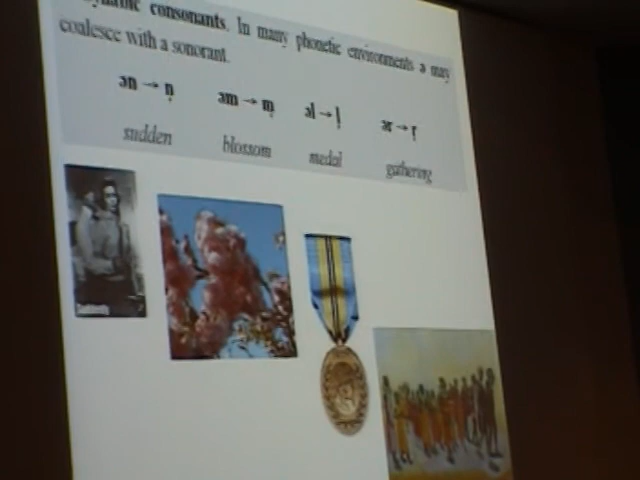 consonants. In many phonetic environments ə may
coalesce with a sonorant.
ən → n̩ əm → m̩ əl → l̩ ər → r̩
sudden blossom medal gathering